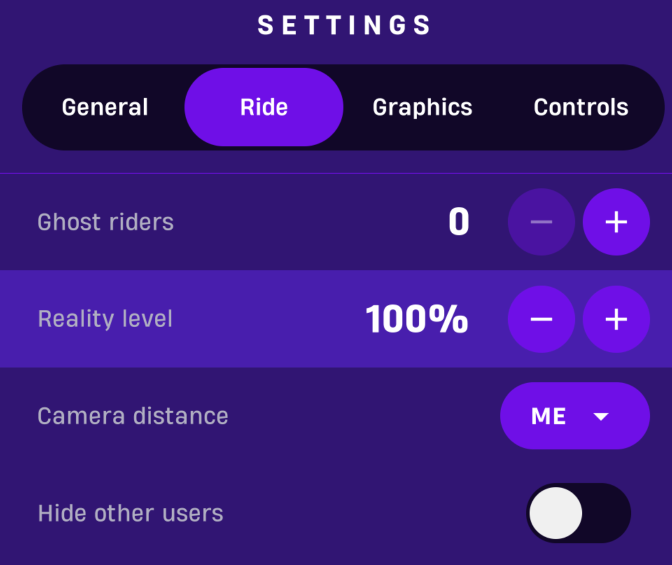 SETTINGS
General Ride Graphics Controls
Ghost riders 0 − +
Reality level 100% − +
Camera distance ME
Hide other users